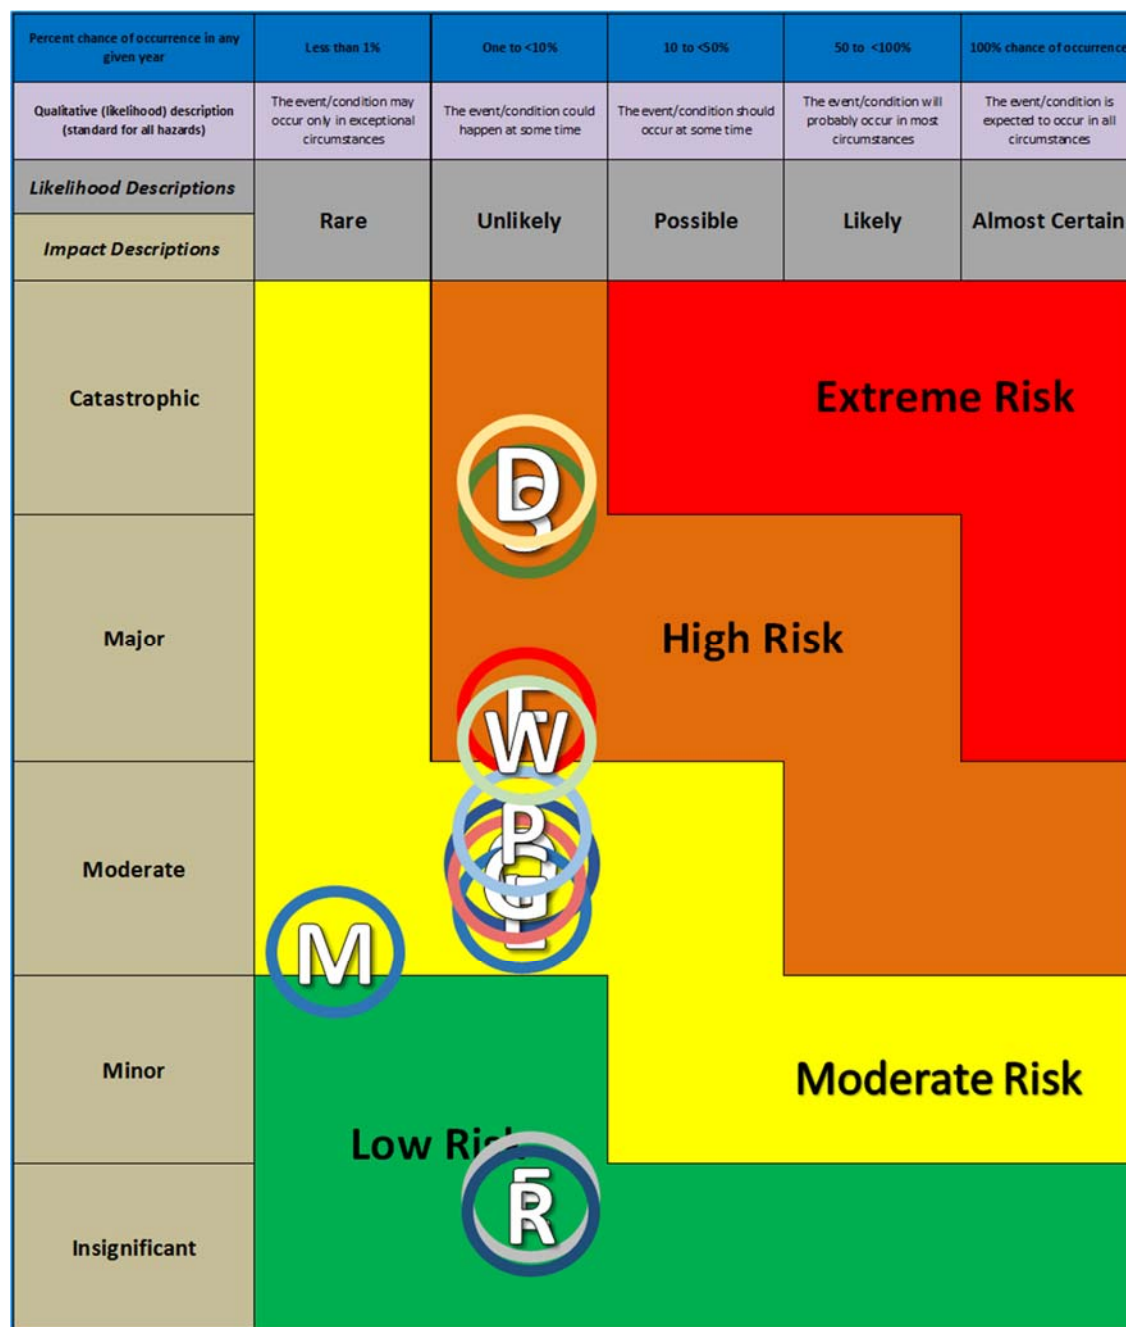 Percent chance of occurrence in any
given year
Less than 1%
One to <10%
10 to <50%
50 to <100%
100% chance of occurrence
Qualitative (likelihood) description
(standard for all hazards)
The event/condition may
occur only in exceptional
circumstances
The event/condition could
happen at some time
The event/condition should
occur at some time
The event/condition will
probably occur in most
circumstances
The event/condition is
expected to occur in all
circumstances
Likelihood Descriptions
Impact Descriptions
Rare
Unlikely
Possible
Likely
Almost Certain
Catastrophic
Extreme Risk
D
S
Major
High Risk
W
P
Moderate
G
M
Minor
Moderate Risk
Low Risk
R
Insignificant